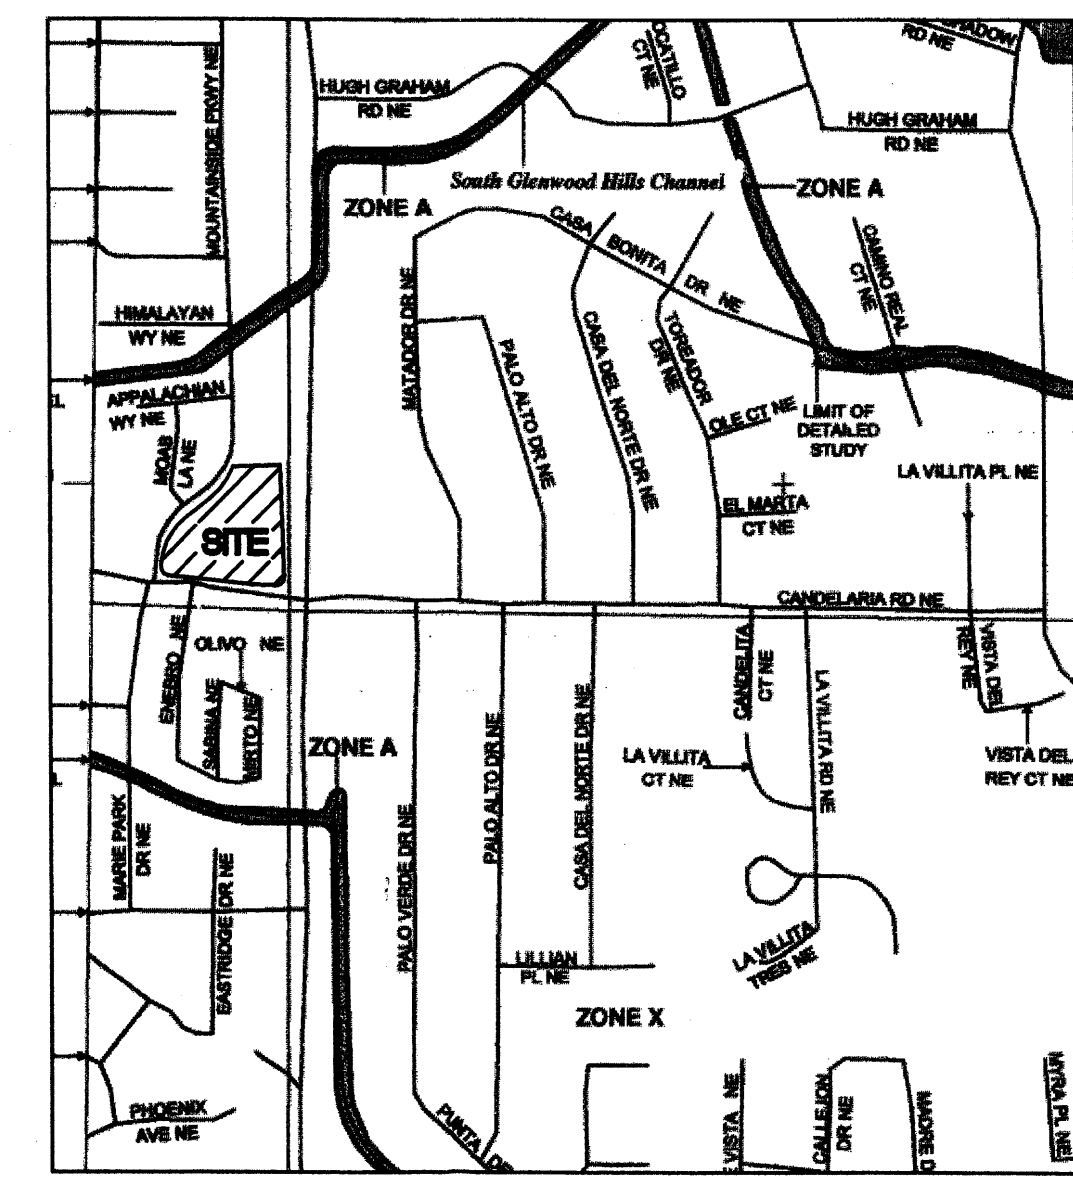 RD NE
MOUNTAINSIDE PKWY NE
HUGH GRAHAM
RD NE
CT NE
HUGH GRAHAM
RD NE
South Glenwood Hills Channel
ZONE A
ZONE A
CASA BONITA DR NE
CAMINO REAL
CT NE
HIMALAYAN
WY NE
MATADOR DR NE
PALO ALTO DR NE
CASA DEL NORTE DR NE
TOREADOR
DR NE
APPALACHIAN
WY NE
OLE CT NE
LIMIT OF
DETAILED
STUDY
MOAB
LA NE
LA VILLITA PL NE
EL MARTA
CT NE
SITE
CANDELARIA RD NE
ENEBRO NE
OLIVO NE
SABINA NE
MIRTO NE
CANDELITA
CT NE
LA VILLITA RD NE
VISTA DEL
REY NE
ZONE A
LA VILLITA
CT NE
VISTA DEL
REY CT NE
PALO ALTO DR NE
CASA DEL NORTE DR NE
MARIE PARK
DR NE
PALO VERDE DR NE
EASTRIDGE DR NE
LA VILLITA
TRES NE
LILLIAN
PL NE
ZONE X
PHOENIX
AVE NE
PUNTA DE
VISTA NE
CALLEJON
DR NE
MADRE D
MYRA PL NE